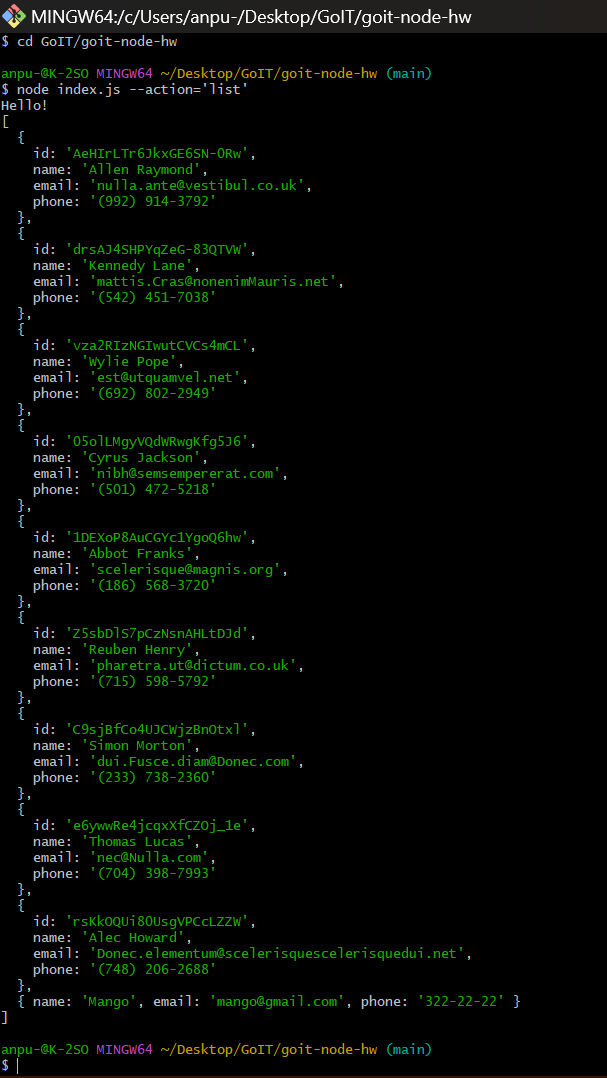 MINGW64:/c/Users/anpu-/Desktop/GoIT/goit-node-hw
$ cd GoIT/goit-node-hw
anpu-@K-2SO MINGW64 ~/Desktop/GoIT/goit-node-hw (main)
$ node index.js --action='list'
Hello!
[
  {
    id: 'AeHIrLTr6JkxGE6SN-0Rw',
    name: 'Allen Raymond',
    email: 'nulla.ante@vestibul.co.uk',
    phone: '(992) 914-3792'
  },
  {
    id: 'drsAJ4SHPYqZeG-83QTVW',
    name: 'Kennedy Lane',
    email: 'mattis.Cras@nonenimMauris.net',
    phone: '(542) 451-7038'
  },
  {
    id: 'vza2RIzNGIwutCVCs4mCL',
    name: 'Wylie Pope',
    email: 'est@utquamvel.net',
    phone: '(692) 802-2949'
  },
  {
    id: '05olLMgyVQdWRwgKfg5J6',
    name: 'Cyrus Jackson',
    email: 'nibh@semsempererat.com',
    phone: '(501) 472-5218'
  },
  {
    id: '1DEXoP8AuCGYc1YgoQ6hw',
    name: 'Abbot Franks',
    email: 'scelerisque@magnis.org',
    phone: '(186) 568-3720'
  },
  {
    id: 'Z5sbDlS7pCzNsnAHLtDJd',
    name: 'Reuben Henry',
    email: 'pharetra.ut@dictum.co.uk',
    phone: '(715) 598-5792'
  },
  {
    id: 'C9sjBfCo4UJCWjzBnOtxl',
    name: 'Simon Morton',
    email: 'dui.Fusce.diam@Donec.com',
    phone: '(233) 738-2360'
  },
  {
    id: 'e6ywwRe4jcqxXfCZOj_1e',
    name: 'Thomas Lucas',
    email: 'nec@Nulla.com',
    phone: '(704) 398-7993'
  },
  {
    id: 'rsKkOQUi80UsgVPCcLZZW',
    name: 'Alec Howard',
    email: 'Donec.elementum@scelerisquescelerisquedui.net',
    phone: '(748) 206-2688'
  },
  { name: 'Mango', email: 'mango@gmail.com', phone: '322-22-22' }
]
anpu-@K-2SO MINGW64 ~/Desktop/GoIT/goit-node-hw (main)
$